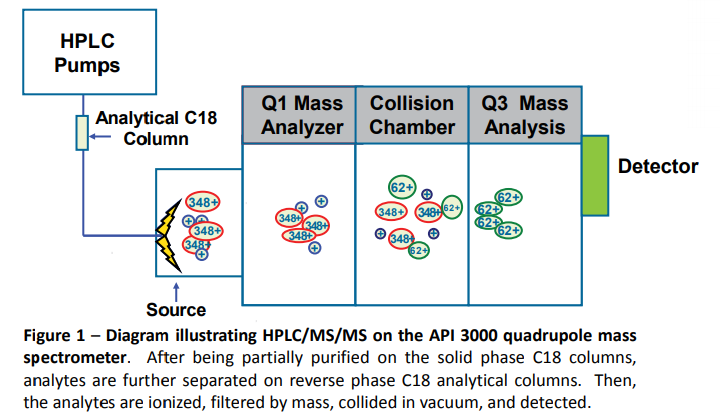 HPLC
Pumps
Analytical C18
Column
Q1 Mass
Analyzer
Collision
Chamber
Q3 Mass
Analysis
Detector
348+
348+
348+
+
+
+
348+
348+
348+
+
+
62+
348+
348+
62+
348+
62+
+
+
+
62+
62+
62+
62+
Source
Figure 1 – Diagram illustrating HPLC/MS/MS on the API 3000 quadrupole mass
spectrometer. After being partially purified on the solid phase C18 columns,
analytes are further separated on reverse phase C18 analytical columns. Then,
the analytes are ionized, filtered by mass, collided in vacuum, and detected.